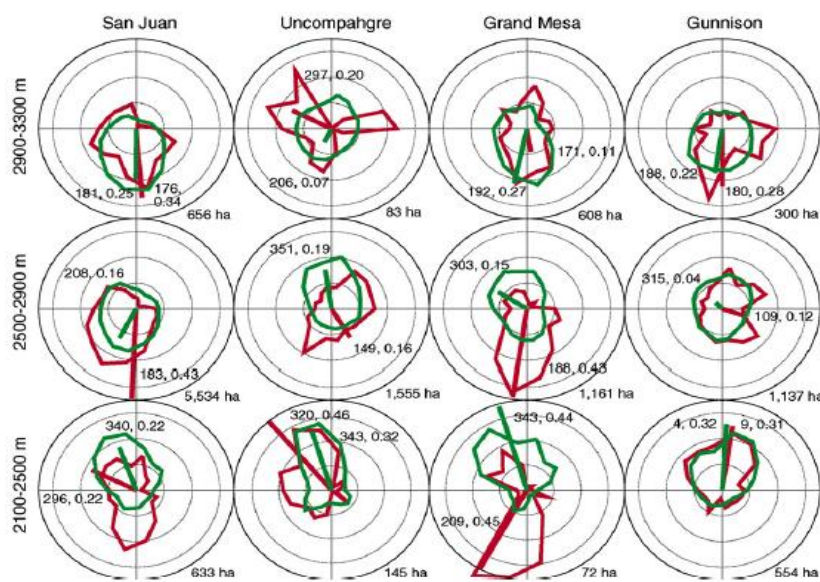 San Juan Uncompahgre Grand Mesa Gunnison
2900-3300 m
181, 0.25
176, 0.34
656 ha
297, 0.20
206, 0.07
83 ha
171, 0.11
192, 0.27
608 ha
188, 0.22
180, 0.28
300 ha
2500-2900 m
208, 0.16
183, 0.43
5,534 ha
351, 0.19
149, 0.16
1,555 ha
303, 0.15
188, 0.43
1,161 ha
315, 0.04
109, 0.12
1,137 ha
2100-2500 m
340, 0.22
296, 0.22
633 ha
320, 0.46
343, 0.32
145 ha
343, 0.44
209, 0.45
72 ha
4, 0.32
9, 0.31
554 ha